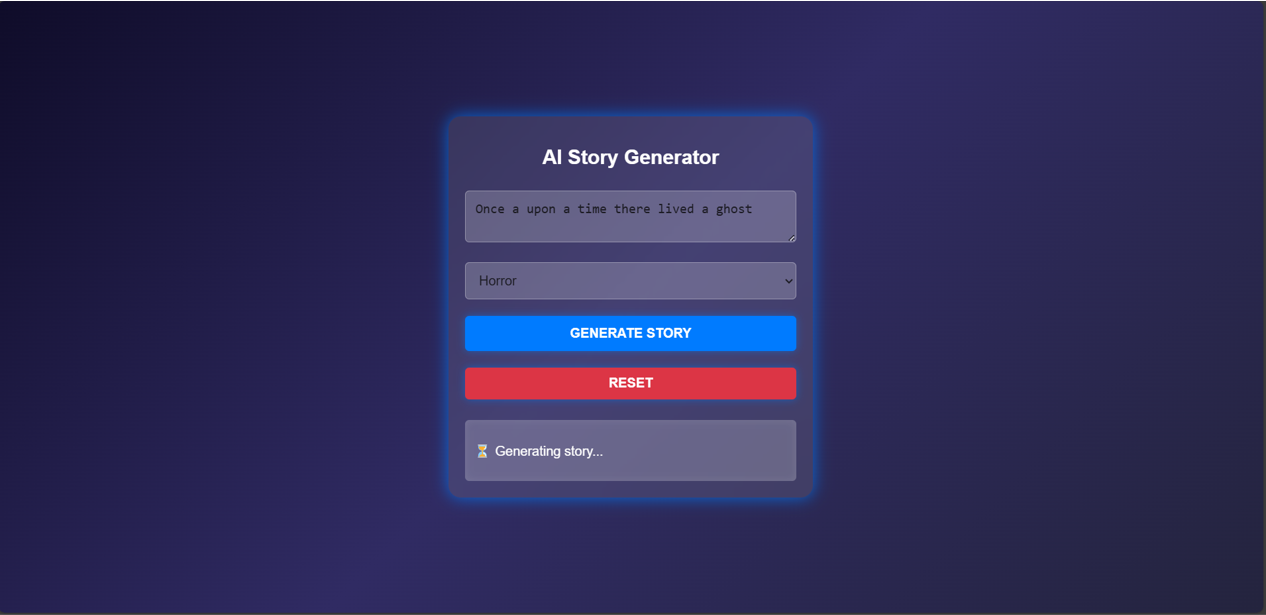 AI Story Generator
Once a upon a time there lived a ghost
Horror
GENERATE STORY
RESET
⏳ Generating story...